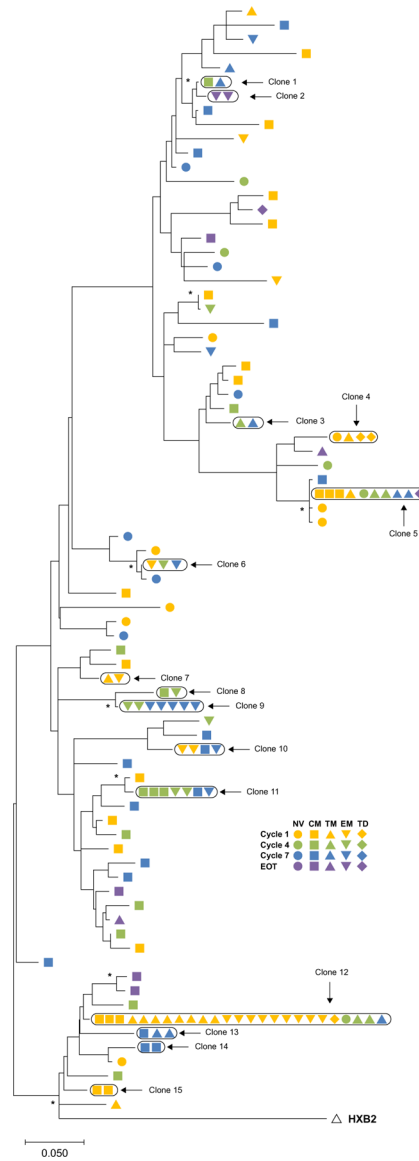 *
Clone 1
Clone 2
*
Clone 3
Clone 4
*
Clone 5
*
Clone 6
Clone 7
Clone 8
*
Clone 9
Clone 10
*
Clone 11
NV CM TM EM TD
Cycle 1
Cycle 4
Cycle 7
EOT
*
Clone 12
Clone 13
Clone 14
Clone 15
*
HXB2
0.050